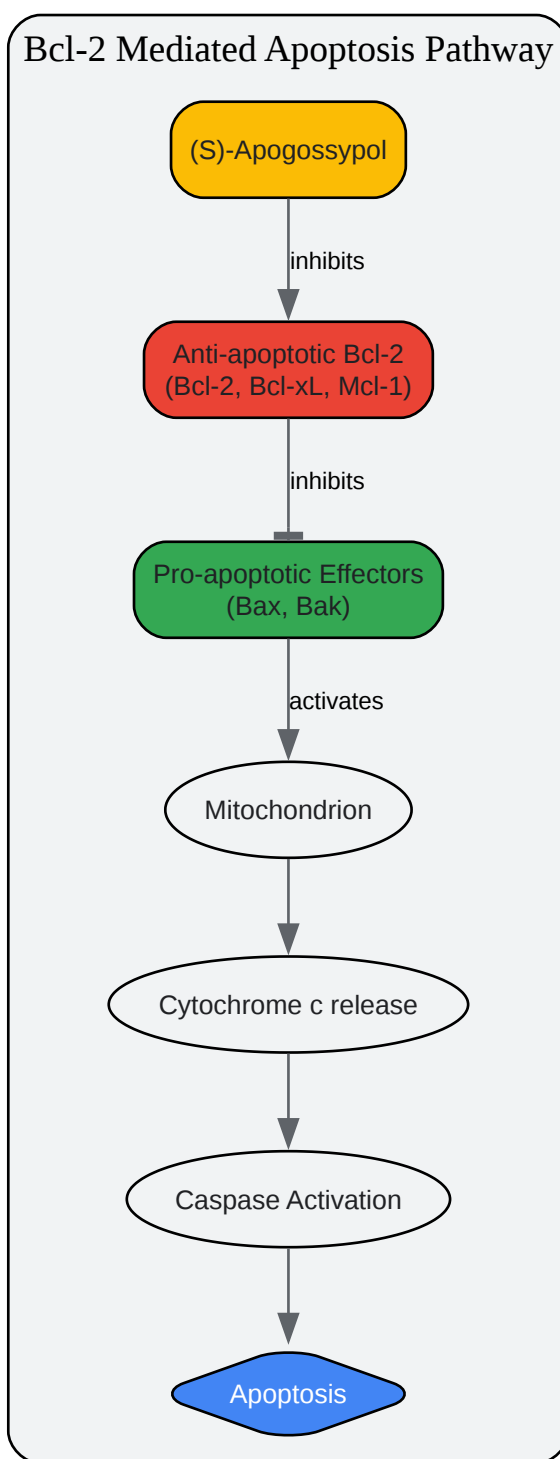 Bcl-2 Mediated Apoptosis Pathway
(S)-Apogossypol
inhibits
Anti-apoptotic Bcl-2
(Bcl-2, Bcl-xL, Mcl-1)
inhibits
Pro-apoptotic Effectors
(Bax, Bak)
activates
Mitochondrion
Cytochrome c release
Caspase Activation
Apoptosis